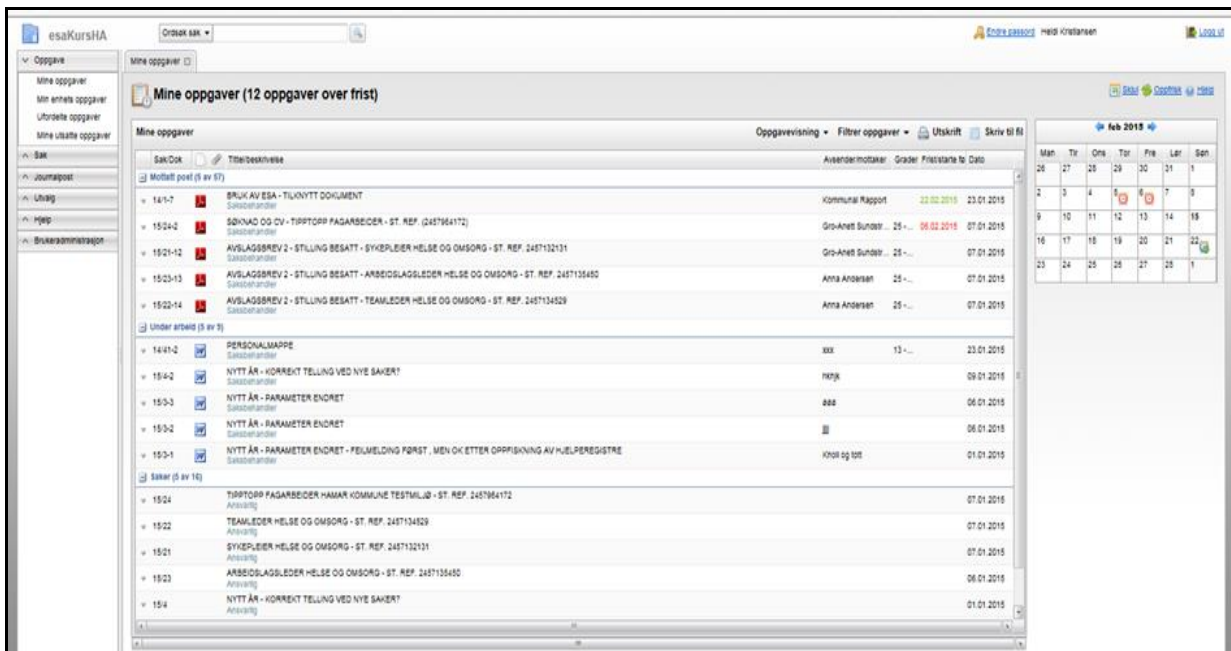 esaKursHA
Ordsøk sak
Endre passord Heidi Kristiansen
Logg ut
Oppgave
Mine oppgaver
Min enhets oppgaver
Ufordelte oppgaver
Mine utsatte oppgaver
Sak
Journalpost
Utvalg
Hjelp
Brukeradministrasjon
Mine oppgaver
Mine oppgaver (12 oppgaver over frist)
Skjul Oppfrisk Hjelp
Mine oppgaver
Oppgavevisning Filtrer oppgaver Utskrift Skriv til fil
Sak/Dok Tittel/beskrivelse Avsender/mottaker Grader Frist/starte fø Dato
Mottatt post (5 av 57)
14/1-7 BRUK AV ESA - TILKNYTT DOKUMENT Kommunal Rapport 22.02.2015 23.01.2015
Saksbehandler
15/24-2 SØKNAD OG CV - TIPPTOPP FAGARBEIDER - ST. REF. (2457964172) Gro-Anett Sundstr... 25 -... 06.02.2015 07.01.2015
Saksbehandler
15/21-12 AVSLAGSBREV 2 - STILLING BESATT - SYKEPLEIER HELSE OG OMSORG - ST. REF. 2457132131 Gro-Anett Sundstr... 25 -... 07.01.2015
Saksbehandler
15/23-13 AVSLAGSBREV 2 - STILLING BESATT - ARBEIDSLAGSLEDER HELSE OG OMSORG - ST. REF. 2457135450 Anna Andersen 25 -... 07.01.2015
Saksbehandler
15/22-14 AVSLAGSBREV 2 - STILLING BESATT - TEAMLEDER HELSE OG OMSORG - ST. REF. 2457134529 Anna Andersen 25 -... 07.01.2015
Saksbehandler
Under arbeid (5 av 5)
14/41-2 PERSONALMAPPE xxx 13 -... 23.01.2015
Saksbehandler
15/4-2 NYTT ÅR - KORREKT TELLING VED NYE SAKER? hknjk 09.01.2015
Saksbehandler
15/3-3 NYTT ÅR - PARAMETER ENDRET øøø 06.01.2015
Saksbehandler
15/3-2 NYTT ÅR - PARAMETER ENDRET 06.01.2015
Saksbehandler
15/3-1 NYTT ÅR - PARAMETER ENDRET - FEILMELDING FØRST , MEN OK ETTER OPPFISKNING AV HJELPEREGISTRE Knoll og tott 01.01.2015
Saksbehandler
Saker (5 av 16)
15/24 TIPPTOPP FAGARBEIDER HAMAR KOMMUNE TESTMILJØ - ST. REF. 2457964172 07.01.2015
Ansvarlig
15/22 TEAMLEDER HELSE OG OMSORG - ST. REF. 2457134529 07.01.2015
Ansvarlig
15/21 SYKEPLEIER HELSE OG OMSORG - ST. REF. 2457132131 07.01.2015
Ansvarlig
15/23 ARBEIDSLAGSLEDER HELSE OG OMSORG - ST. REF. 2457135450 06.01.2015
Ansvarlig
15/4 NYTT ÅR - KORREKT TELLING VED NYE SAKER? 01.01.2015
Ansvarlig
feb 2015
Man Tir Ons Tor Fre Lør Søn
26 27 28 29 30 31 1
2 3 4 5 6 7 8
9 10 11 12 13 14 15
16 17 18 19 20 21 22
23 24 25 26 27 28 1